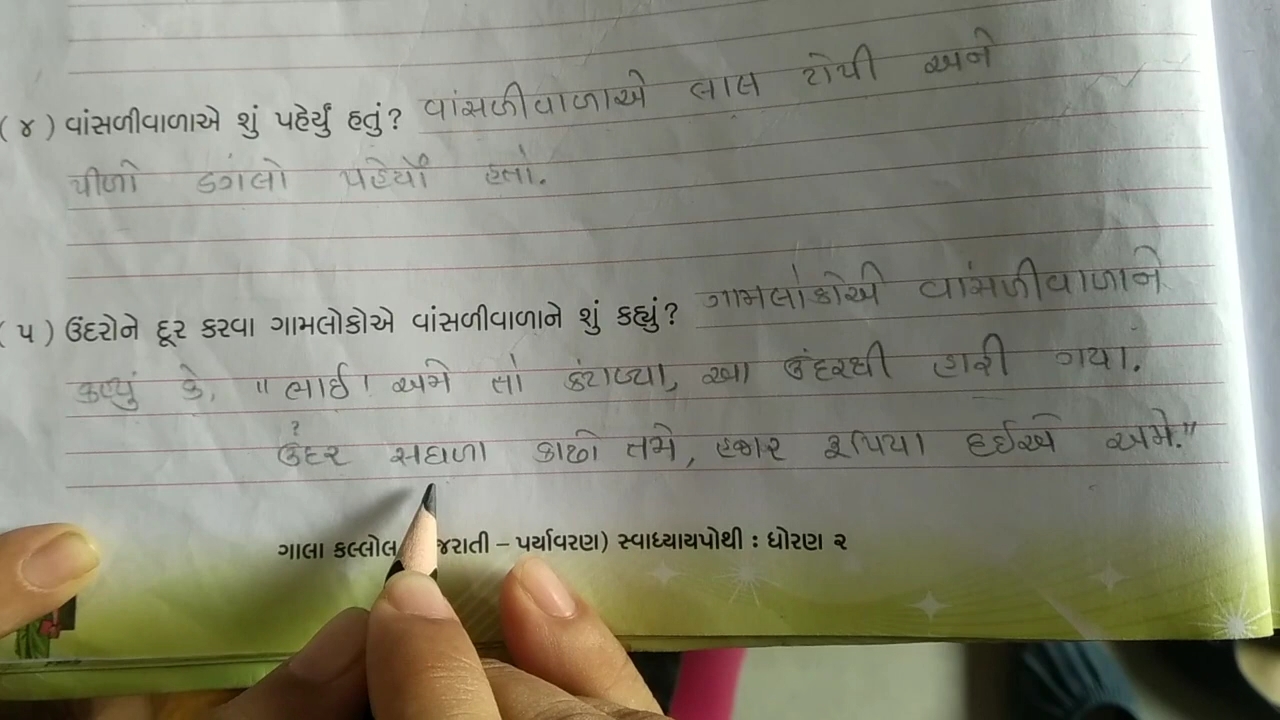 (૪) વાંસળીવાળાએ શું પહેર્યું હતું? વાંસળીવાળાએ લાલ ટોપી અને
પીળો ડગલો પહેર્યો હતો.
(૫) ઉંદરોને દૂર કરવા ગામલોકોએ વાંસળીવાળાને શું કહ્યું? ગામલોકોએ વાંસળીવાળાને
કહ્યું કે, "ભાઈ! અમે તો કંટાળ્યા, આ ઉંદરથી હારી ગયા.
ઉંદર સઘળા કાઢો તમે, હજાર રૂપિયા દઈએ અમે."
ગાલા કલ્લોલ જરાતી – પર્યાવરણ) સ્વાધ્યાયપોથી : ધોરણ ૨